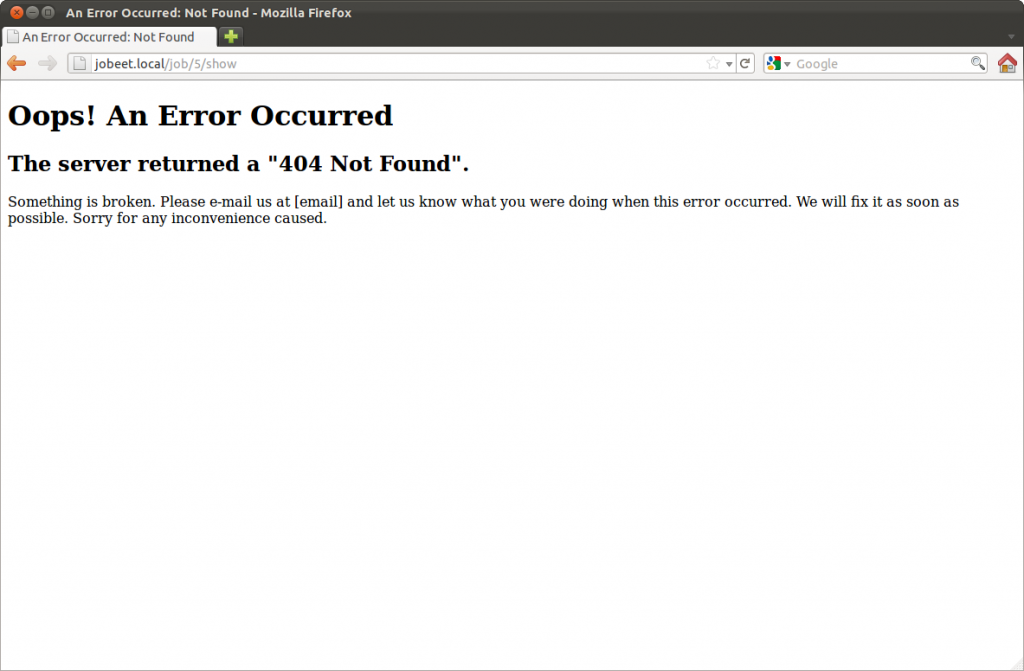 An Error Occurred: Not Found - Mozilla Firefox
An Error Occurred: Not Found
jobeet.local/job/5/show
Google
Oops! An Error Occurred
The server returned a "404 Not Found".
Something is broken. Please e-mail us at [email] and let us know what you were doing when this error occurred. We will fix it as soon as
possible. Sorry for any inconvenience caused.